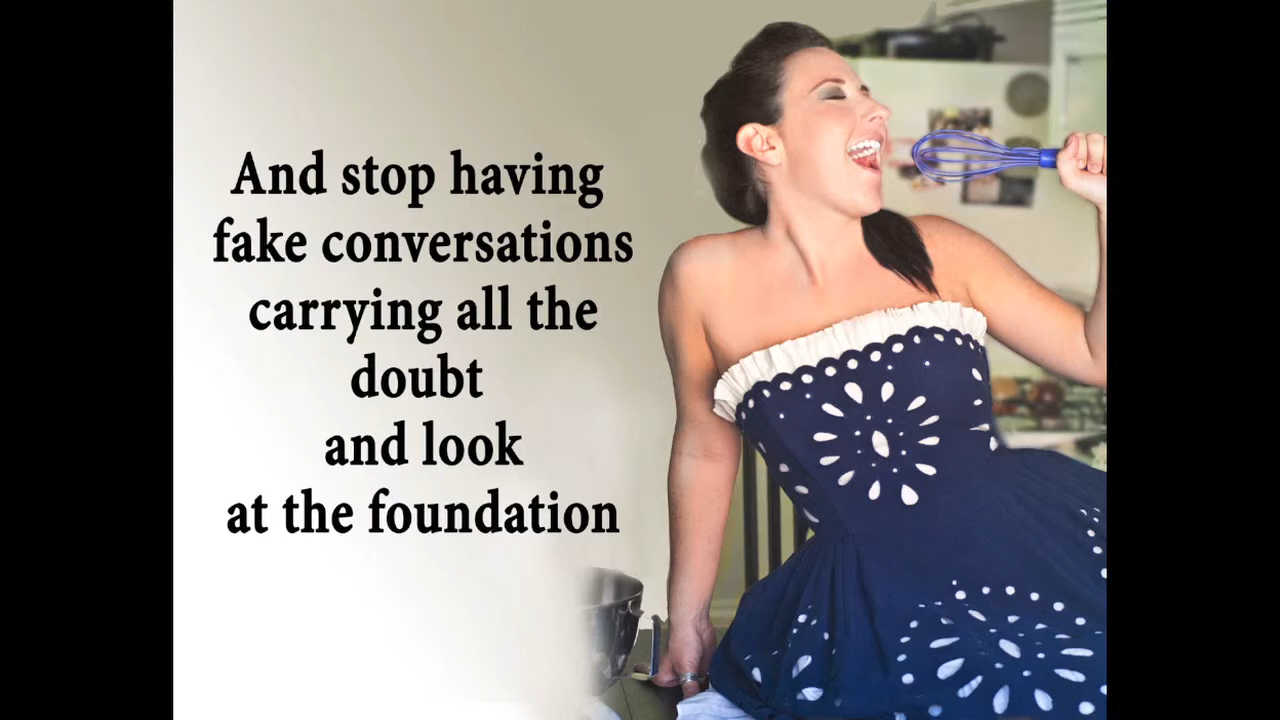 And stop having
fake conversations
carrying all the
doubt
and look
at the foundation